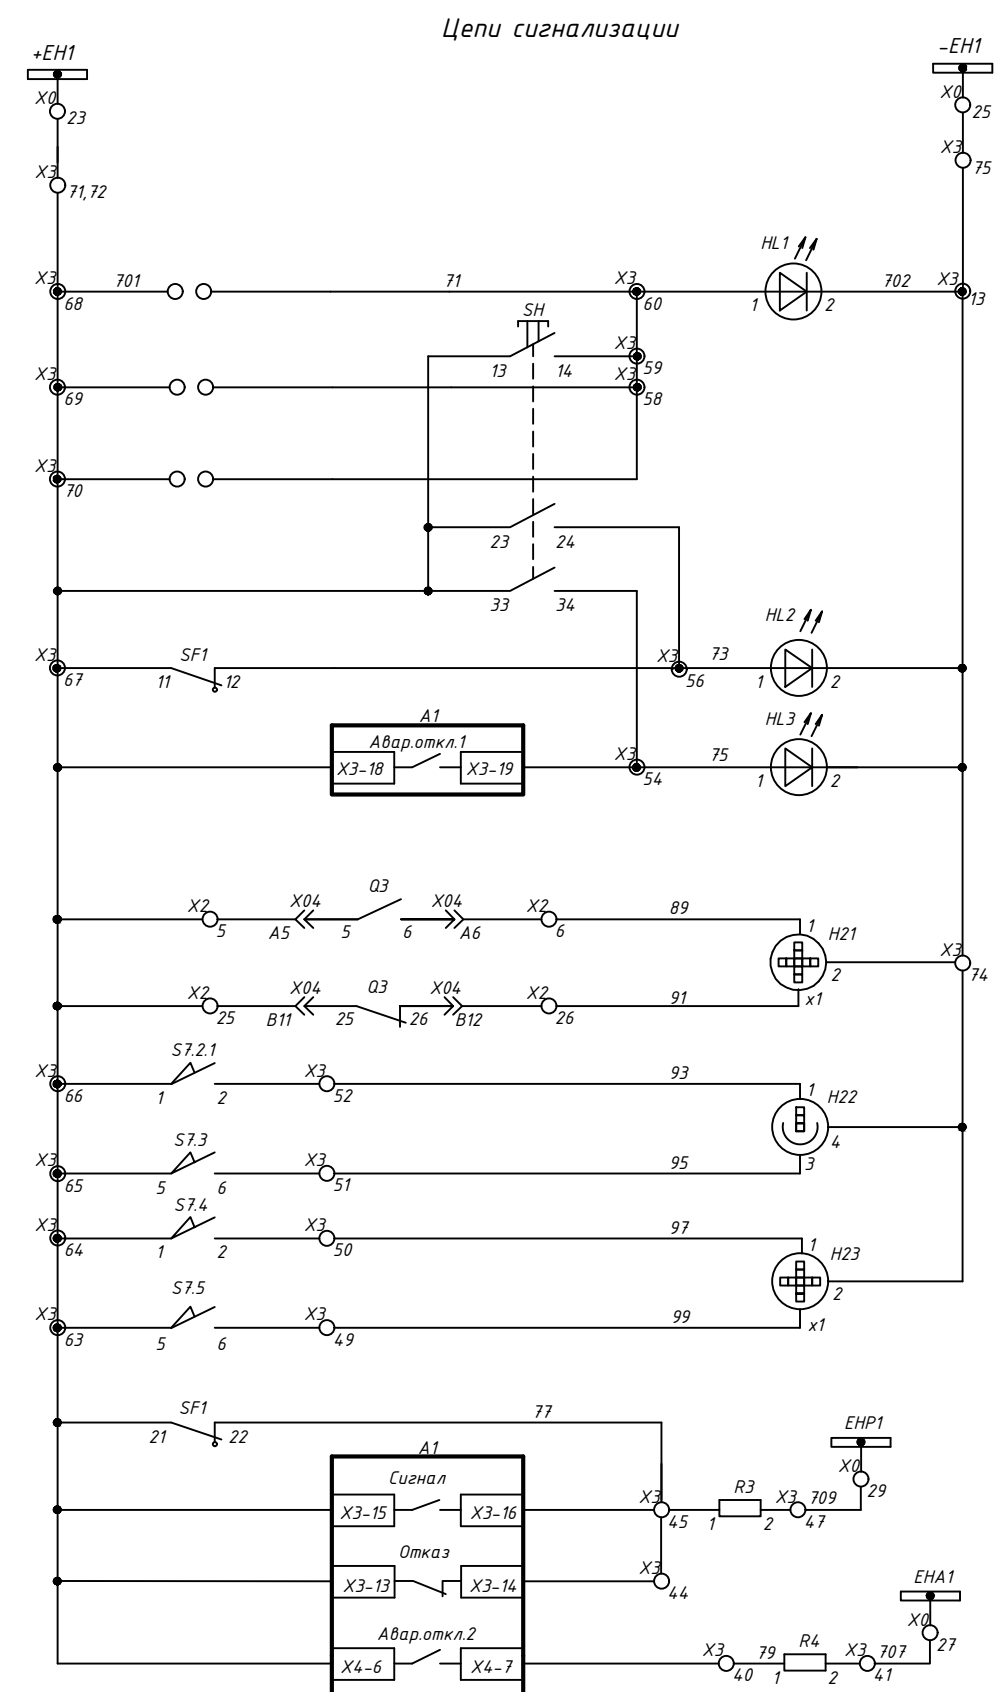 Цепи сигнализации
+EH1
-EH1
X0
23
X0
25
X3
75
X3
71,72
HL1
X3
68
701
71
X3
60
1
2
702
X3
13
SH
13
14
X3
59
X3
69
X3
58
X3
70
23
24
33
34
HL2
X3
67
SF1
11
12
X3
56
73
1
2
A1
HL3
Авар.откл.1
X3-18
X3-19
X3
54
75
1
2
X2
5
X04
A5
Q3
5
6
X04
A6
X2
6
89
1
H21
2
X3
74
X2
25
X04
B11
Q3
25
26
X04
B12
X2
26
91
x1
X3
66
S7.2.1
1
2
X3
52
93
1
H22
4
X3
65
S7.3
5
6
X3
51
95
3
X3
64
S7.4
1
2
X3
50
97
1
H23
2
X3
63
S7.5
5
6
X3
49
99
x1
SF1
21
22
77
EHP1
X0
29
A1
Сигнал
X3-15
X3-16
X3
45
R3
1
2
X3
47
709
Отказ
X3-13
X3-14
X3
44
EHA1
X0
27
Авар.откл.2
X4-6
X4-7
X3
40
79
R4
1
2
X3
41
707